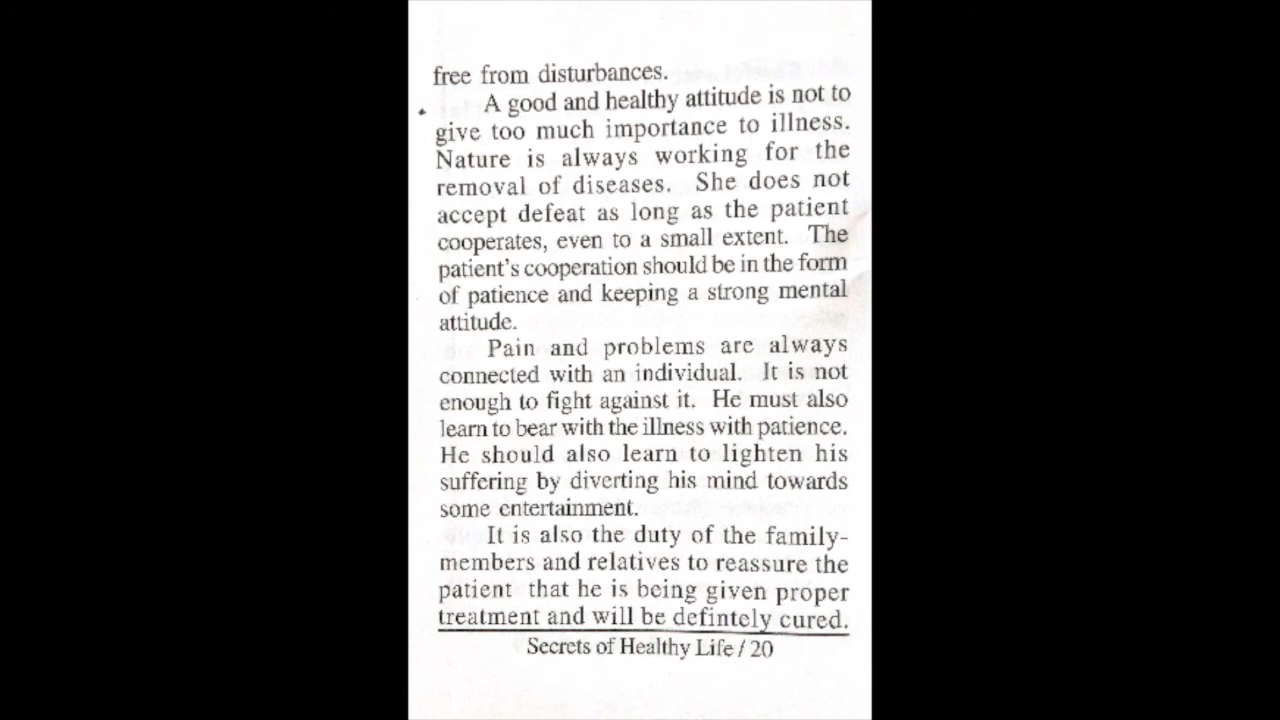 free from disturbances.
A good and healthy attitude is not to
give too much importance to illness.
Nature is always working for the
removal of diseases. She does not
accept defeat as long as the patient
cooperates, even to a small extent. The
patient's cooperation should be in the form
of patience and keeping a strong mental
attitude.
Pain and problems are always
connected with an individual. It is not
enough to fight against it. He must also
learn to bear with the illness with patience.
He should also learn to lighten his
suffering by diverting his mind towards
some entertainment.
It is also the duty of the family-
members and relatives to reassure the
patient that he is being given proper
treatment and will be defintely cured.
Secrets of Healthy Life / 20